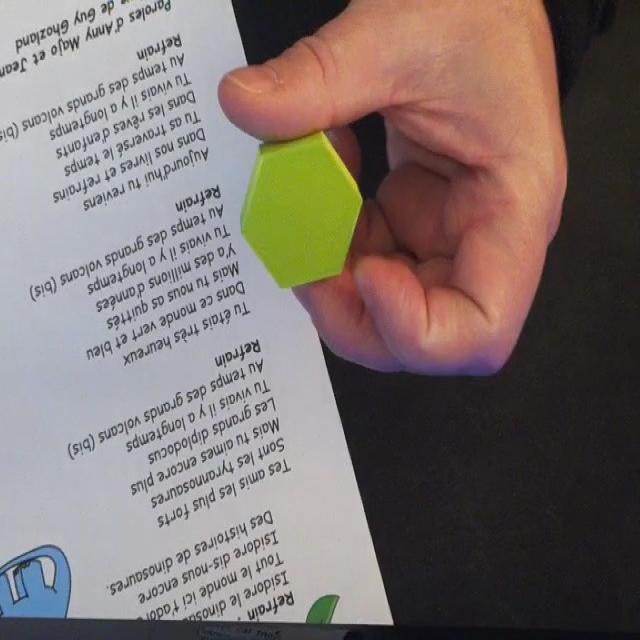 Refrain
Isidore le
Tout le monde ici
Isidore dis-nous encore
Des histoires de dinosaures.
Tes amis les plus forts
Sont les tyrannosaures
Mais tu aimes encore plus
Les grands diplodocus
Tu vivais il y a longtemps
Au temps des grands volcans (bis)
Refrain
Tu étais très heureux
Dans ce monde vert et bleu
Mais tu nous as quittés
Y'a des millions d'années
Tu vivais il y a longtemps
Au temps des grands volcans (bis)
Refrain
Aujourd'hui tu reviens
Dans nos livres et refrains
Tu as traversé le temps
Dans les rêves d'enfants
Tu vivais il y a longtemps
Au temps des grands volcans (bis)
Refrain
Paroles d'Anny Majo et Jean
de Guy Ghozland